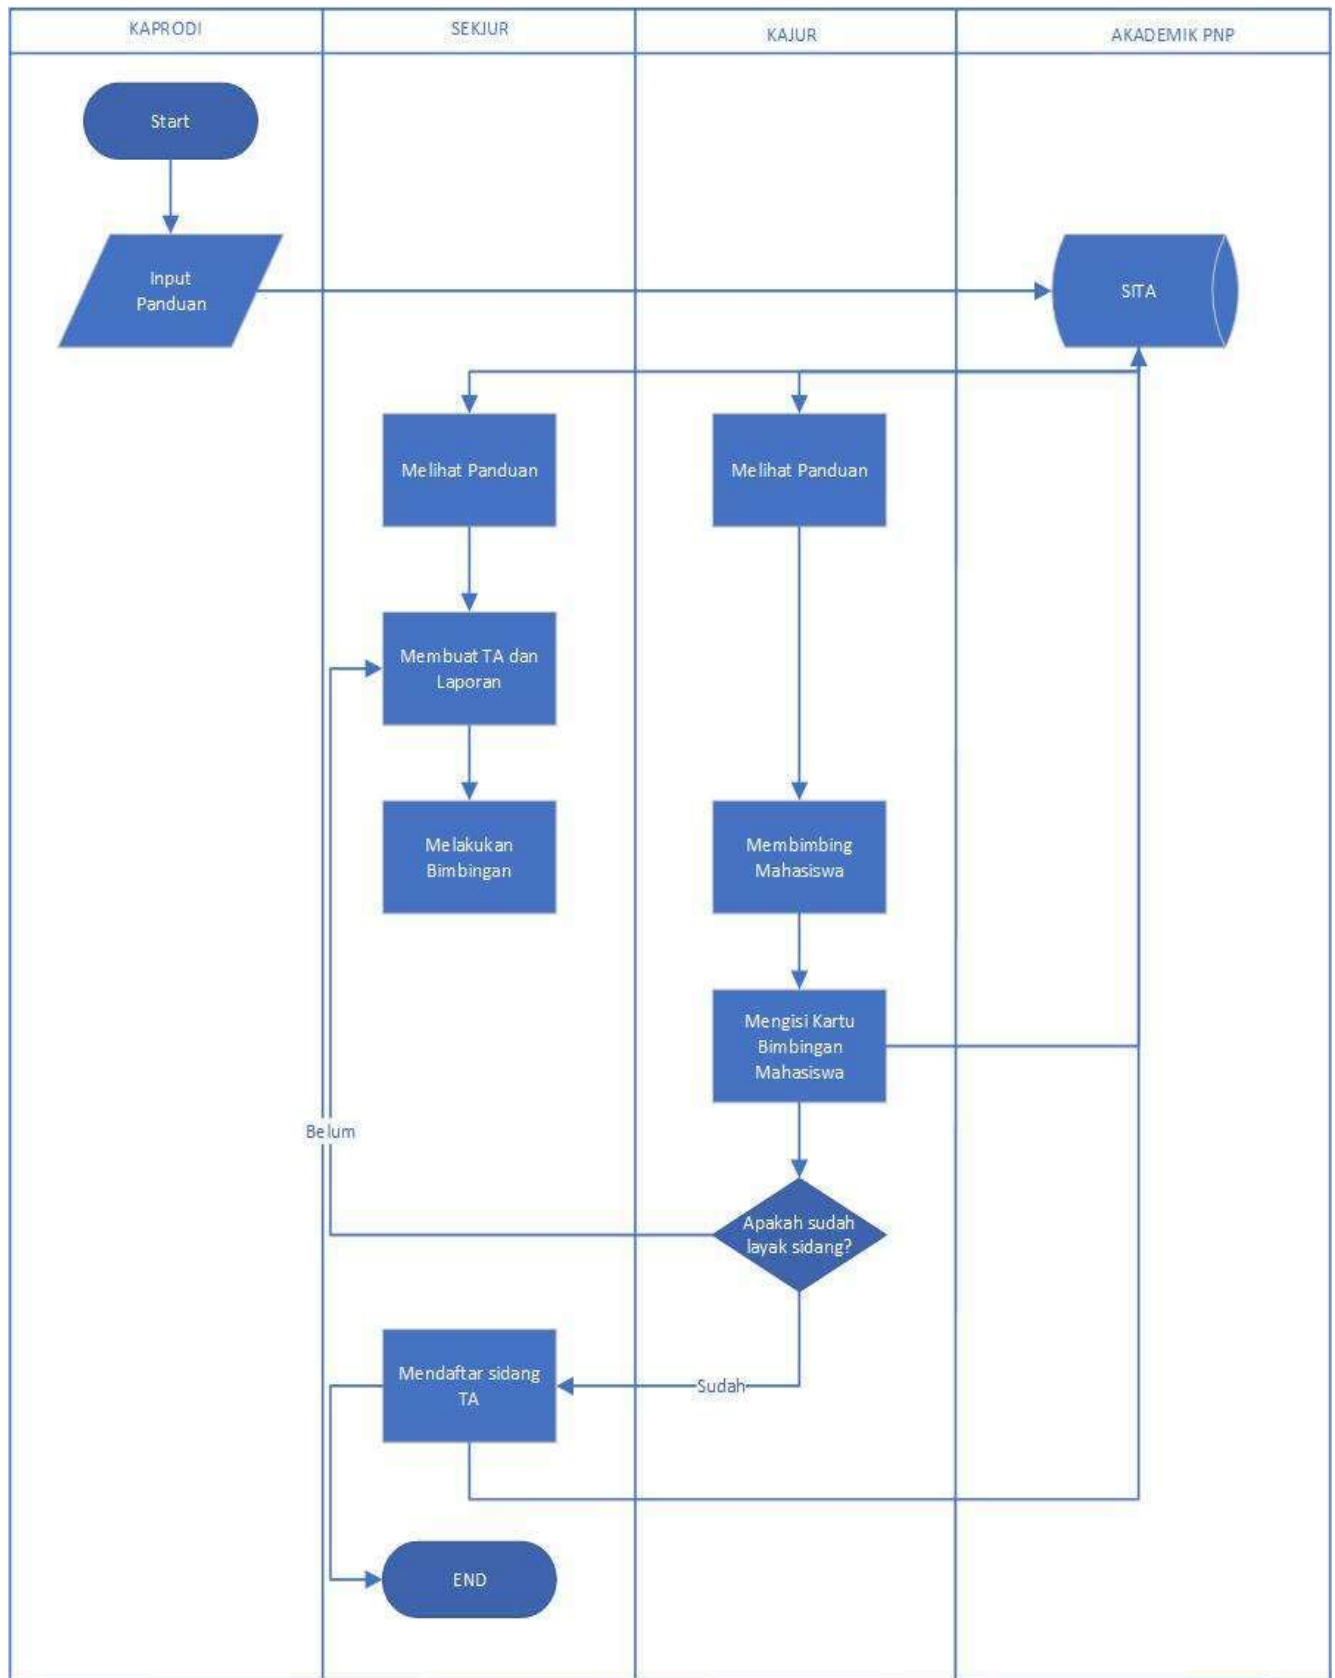 KAPRODI
SEKJUR
KAJUR
AKADEMIK PNP
Start
Input
Panduan
SITA
Melihat Panduan
Melihat Panduan
Membuat TA dan
Laporan
Melakukan
Bimbingan
Membimbing
Mahasiswa
Mengisi Kartu
Bimbingan
Mahasiswa
Belum
Apakah sudah
layak sidang?
Mendaftar sidang
TA
Sudah
END